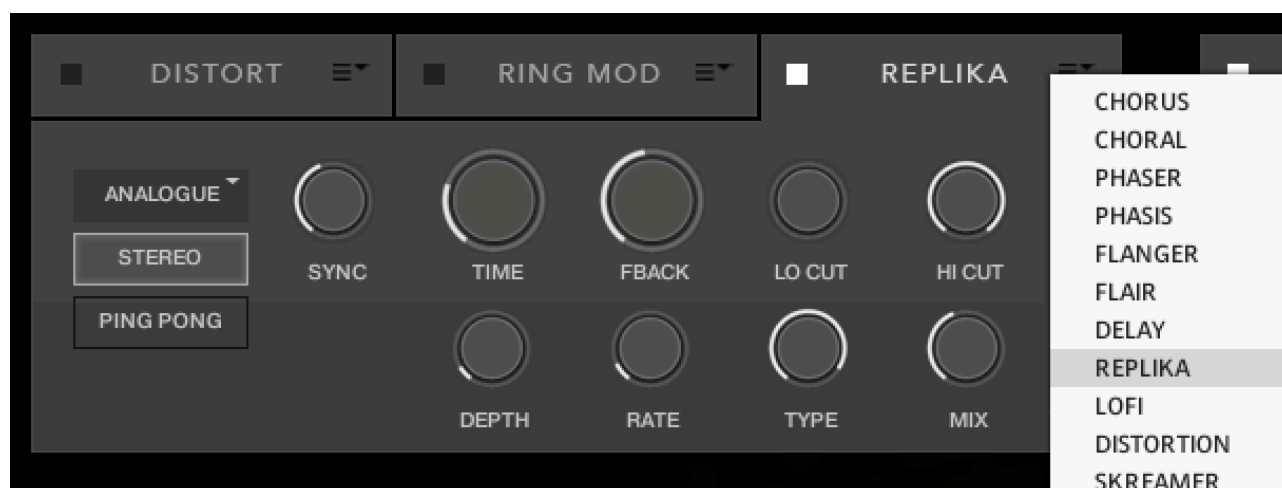 DISTORT
RING MOD
REPLIKA
ANALOGUE
STEREO
PING PONG
SYNC
TIME
FBACK
LO CUT
HI CUT
DEPTH
RATE
TYPE
MIX
CHORUS
CHORAL
PHASER
PHASIS
FLANGER
FLAIR
DELAY
REPLIKA
LOFI
DISTORTION
SKREAMER